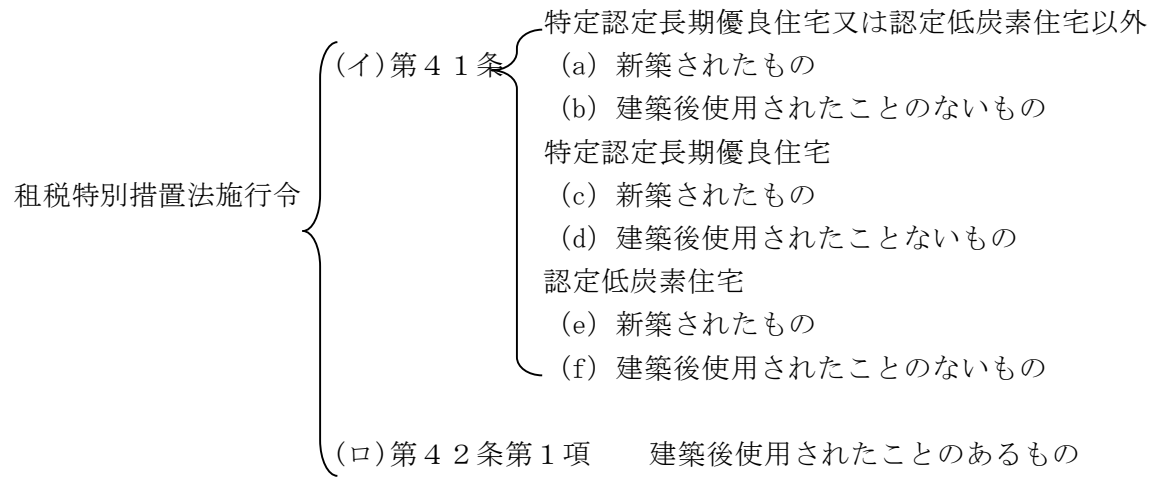 特定認定長期優良住宅又は認定低炭素住宅以外
(イ)第４１条
(a) 新築されたもの
(b) 建築後使用されたことのないもの
特定認定長期優良住宅
租税特別措置法施行令
(c) 新築されたもの
(d) 建築後使用されたことないもの
認定低炭素住宅
(e) 新築されたもの
(f) 建築後使用されたことのないもの
(ロ)第４２条第１項　　建築後使用されたことのあるもの